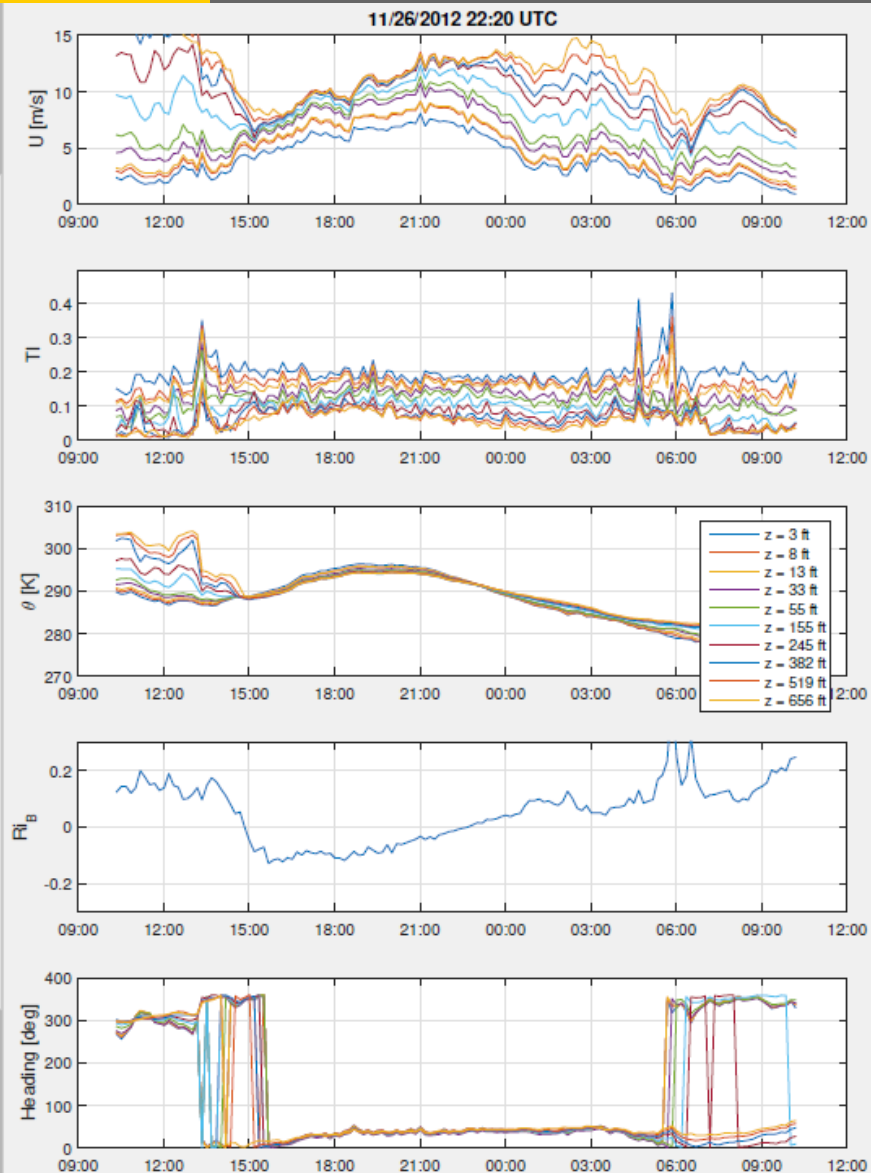 11/26/2012 22:20 UTC
15
10
5
0
U [m/s]
09:00 12:00 15:00 18:00 21:00 00:00 03:00 06:00 09:00 12:00
0.4
0.3
0.2
0.1
0
TI
09:00 12:00 15:00 18:00 21:00 00:00 03:00 06:00 09:00 12:00
310
300
290
280
270
θ [K]
z = 3 ft
z = 8 ft
z = 13 ft
z = 33 ft
z = 55 ft
z = 155 ft
z = 245 ft
z = 382 ft
z = 519 ft
z = 656 ft
09:00 12:00 15:00 18:00 21:00 00:00 03:00 06:00 12:00
0.2
0
-0.2
Ri_B
09:00 12:00 15:00 18:00 21:00 00:00 03:00 06:00 09:00 12:00
400
300
200
100
0
Heading [deg]
09:00 12:00 15:00 18:00 21:00 00:00 03:00 06:00 09:00 12:00